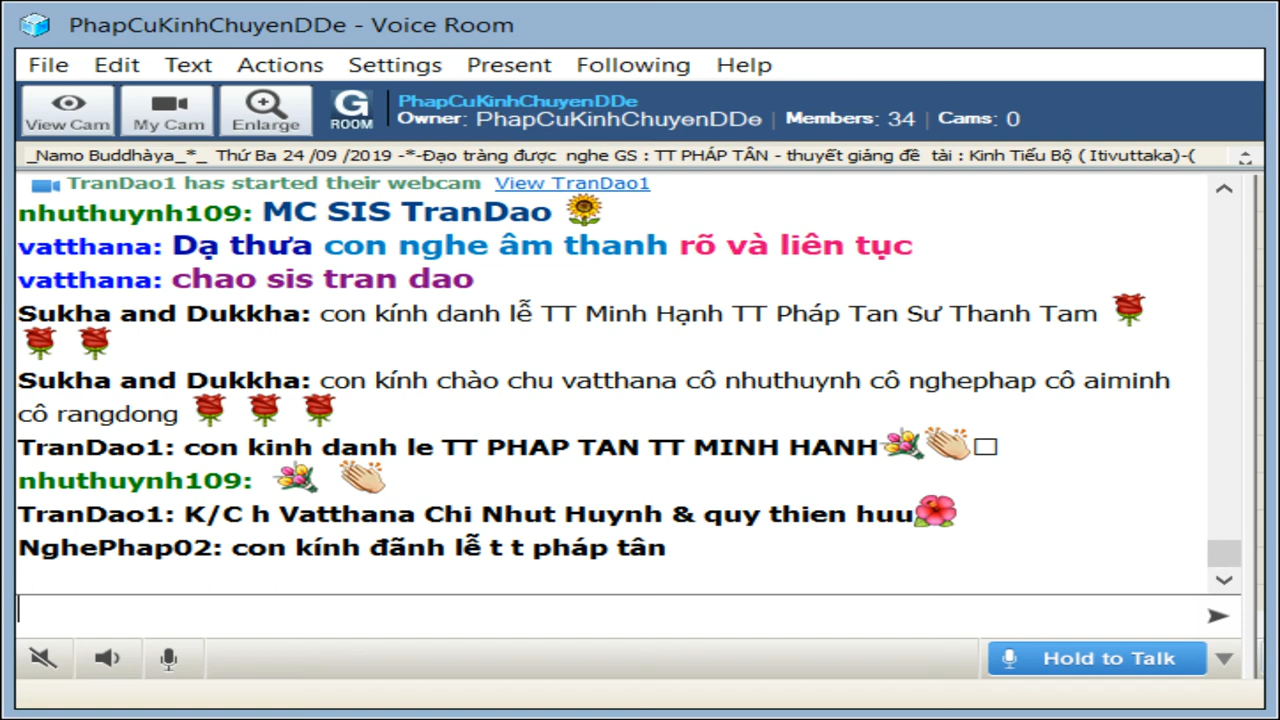 PhapCuKinhChuyenDDe - Voice Room
File Edit Text Actions Settings Present Following Help
View Cam My Cam Enlarge G ROOM
PhapCuKinhChuyenDDe
Owner: PhapCuKinhChuyenDDe | Members: 34 | Cams: 0
_Namo Buddhàya_*_ Thứ Ba 24 /09 /2019 -*-Đạo tràng được nghe GS : TT PHÁP TÂN - thuyết giảng đề tài : Kinh Tiểu Bộ ( Itivuttaka)-(
TranDao1 has started their webcam View TranDao1
nhuthuynh109: MC SIS TranDao
vatthana: Dạ thưa con nghe âm thanh rõ và liên tục
vatthana: chao sis tran dao
Sukha and Dukkha: con kính danh lễ TT Minh Hạnh TT Pháp Tan Sư Thanh Tam
Sukha and Dukkha: con kính chào chu vatthana cô nhuthuynh cô nghephap cô aiminh
cô rangdong
TranDao1: con kinh danh le TT PHAP TAN TT MINH HANH
nhuthuynh109:
TranDao1: K/C h Vatthana Chi Nhut Huynh & quy thien huu
NghePhap02: con kính đãnh lễ t t pháp tân
Hold to Talk